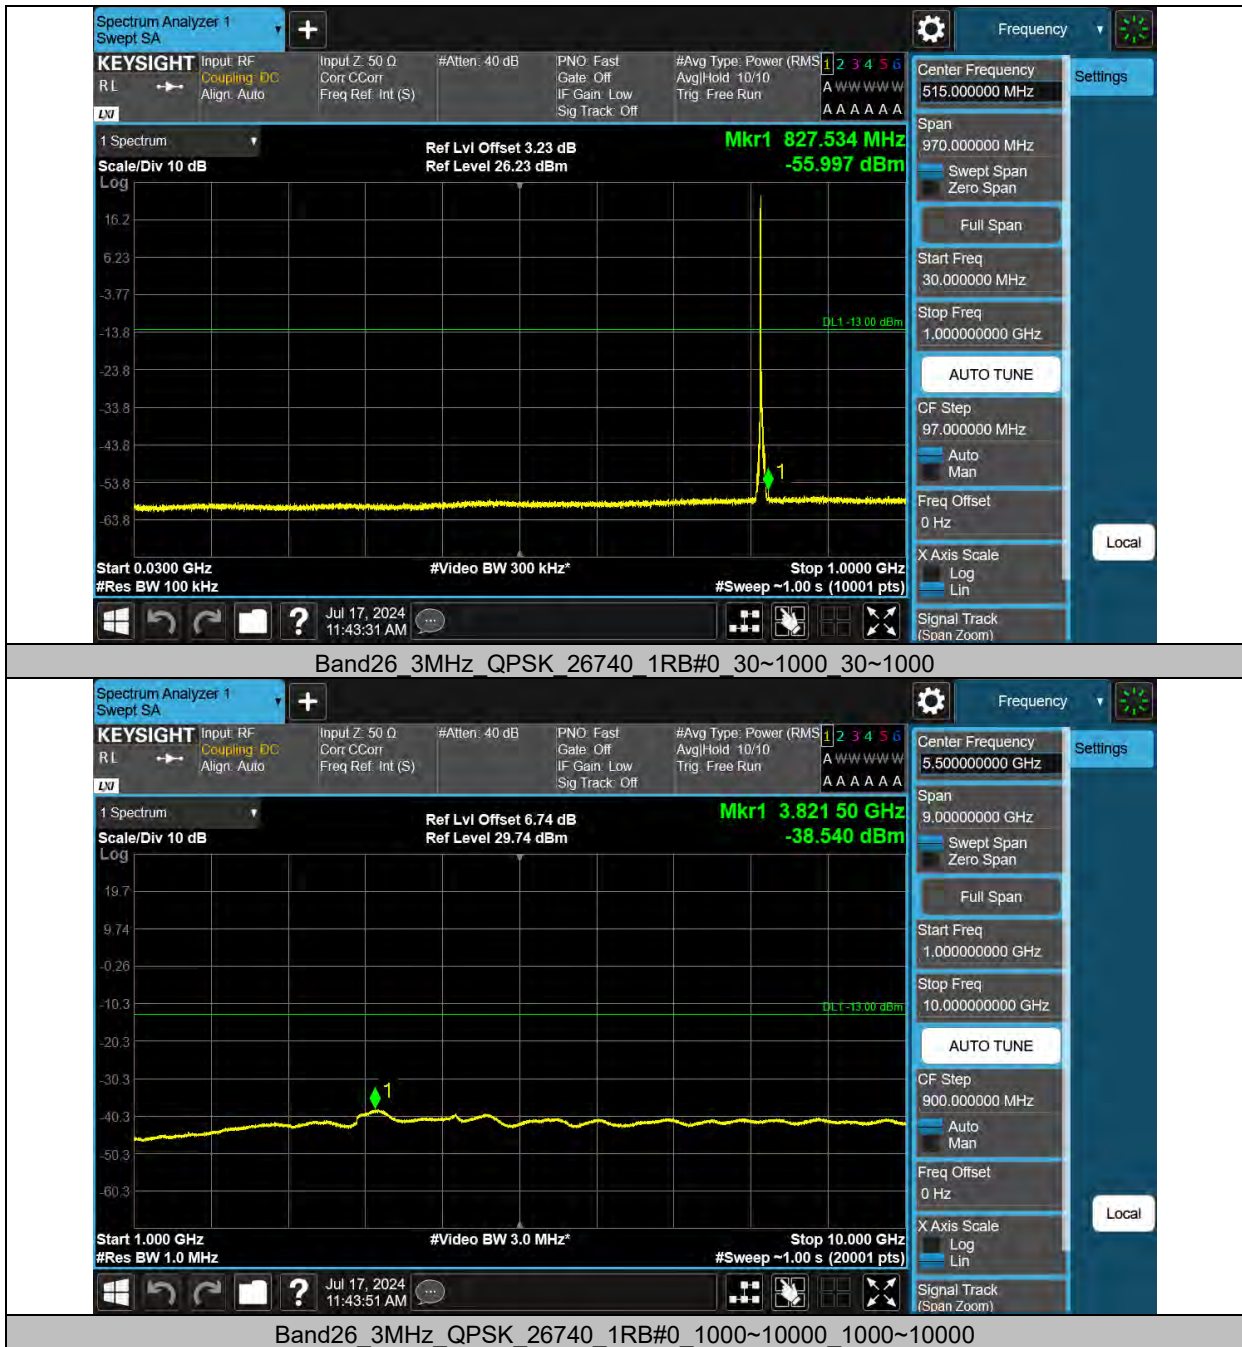 Spectrum Analyzer 1
Swept SA
+
Frequency
KEYSIGHT
R L
LXI
Input: RF
Coupling: DC
Align: Auto
Input Z: 50 Ω
Corr CCorr
Freq Ref: Int (S)
#Atten: 40 dB
PNO: Fast
Gate: Off
IF Gain: Low
Sig Track: Off
#Avg Type: Power (RMS
Avg|Hold: 10/10
Trig: Free Run
1 2 3 4 5 6
A W W W W W
A A A A A A
1 Spectrum
Scale/Div 10 dB
Log
Ref Lvl Offset 3.23 dB
Ref Level 26.23 dBm
Mkr1 827.534 MHz
-55.997 dBm
16.2
6.23
-3.77
-13.8
-23.8
-33.8
-43.8
-53.8
-63.8
DL1 -13.00 dBm
1
Start 0.0300 GHz
#Res BW 100 kHz
#Video BW 300 kHz*
Stop 1.0000 GHz
#Sweep ~1.00 s (10001 pts)
?
Jul 17, 2024
11:43:31 AM
Center Frequency
515.000000 MHz
Settings
Span
970.000000 MHz
Swept Span
Zero Span
Full Span
Start Freq
30.000000 MHz
Stop Freq
1.000000000 GHz
AUTO TUNE
CF Step
97.000000 MHz
Auto
Man
Freq Offset
0 Hz
X Axis Scale
Log
Lin
Local
Signal Track
(Span Zoom)
Band26_3MHz_QPSK_26740_1RB#0_30~1000_30~1000
Spectrum Analyzer 1
Swept SA
+
Frequency
KEYSIGHT
R L
LXI
Input: RF
Coupling: DC
Align: Auto
Input Z: 50 Ω
Corr CCorr
Freq Ref: Int (S)
#Atten: 40 dB
PNO: Fast
Gate: Off
IF Gain: Low
Sig Track: Off
#Avg Type: Power (RMS
Avg|Hold: 10/10
Trig: Free Run
1 2 3 4 5 6
A W W W W W
A A A A A A
1 Spectrum
Scale/Div 10 dB
Log
Ref Lvl Offset 6.74 dB
Ref Level 29.74 dBm
Mkr1 3.821 50 GHz
-38.540 dBm
19.7
9.74
-0.26
-10.3
-20.3
-30.3
-40.3
-50.3
-60.3
DL1 -13.00 dBm
1
Start 1.000 GHz
#Res BW 1.0 MHz
#Video BW 3.0 MHz*
Stop 10.000 GHz
#Sweep ~1.00 s (20001 pts)
?
Jul 17, 2024
11:43:51 AM
Center Frequency
5.500000000 GHz
Settings
Span
9.00000000 GHz
Swept Span
Zero Span
Full Span
Start Freq
1.000000000 GHz
Stop Freq
10.000000000 GHz
AUTO TUNE
CF Step
900.000000 MHz
Auto
Man
Freq Offset
0 Hz
X Axis Scale
Log
Lin
Local
Signal Track
(Span Zoom)
Band26_3MHz_QPSK_26740_1RB#0_1000~10000_1000~10000